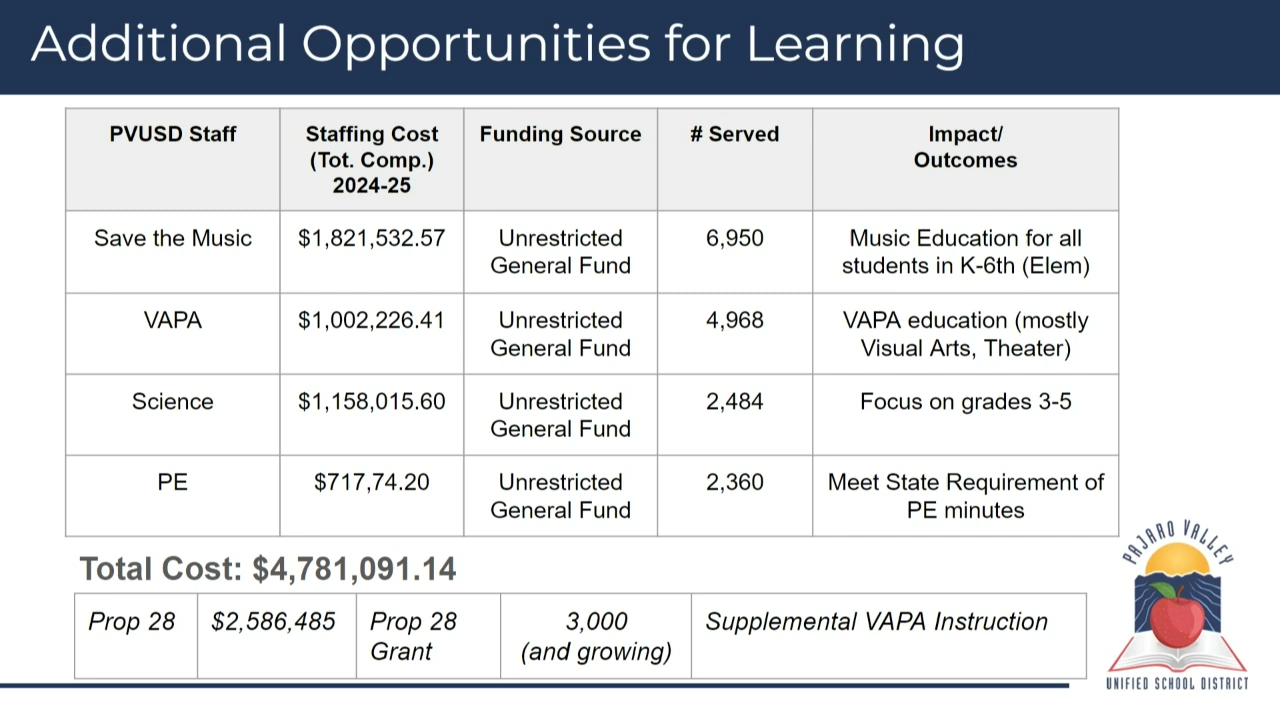 Additional Opportunities for Learning
PVUSD Staff
Staffing Cost
(Tot. Comp.)
2024-25
Funding Source
# Served
Impact/
Outcomes
Save the Music
$1,821,532.57
Unrestricted
General Fund
6,950
Music Education for all
students in K-6th (Elem)
VAPA
$1,002,226.41
Unrestricted
General Fund
4,968
VAPA education (mostly
Visual Arts, Theater)
Science
$1,158,015.60
Unrestricted
General Fund
2,484
Focus on grades 3-5
PE
$717,74.20
Unrestricted
General Fund
2,360
Meet State Requirement of
PE minutes
Total Cost: $4,781,091.14
Prop 28
$2,586,485
Prop 28
Grant
3,000
(and growing)
Supplemental VAPA Instruction
PAJARO VALLEY
UNIFIED SCHOOL DISTRICT